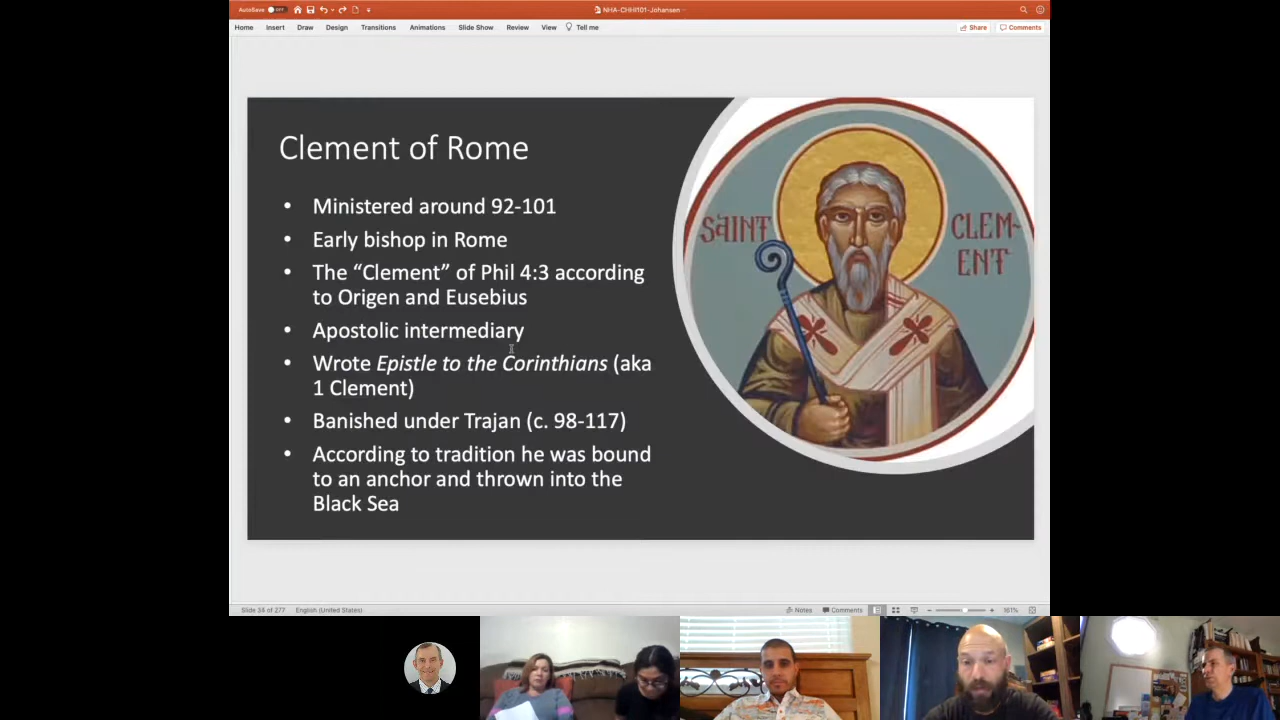 AutoSave OFF
NHA-CHHI101-Johansen
Home Insert Draw Design Transitions Animations Slide Show Review View Tell me
Share Comments
Clement of Rome
• Ministered around 92-101
• Early bishop in Rome
• The “Clement” of Phil 4:3 according
to Origen and Eusebius
• Apostolic intermediary
• Wrote Epistle to the Corinthians (aka
1 Clement)
• Banished under Trajan (c. 98-117)
• According to tradition he was bound
to an anchor and thrown into the
Black Sea
SAINT
CLEM-
ENT
Slide 34 of 277 English (United States)
Notes Comments 161%